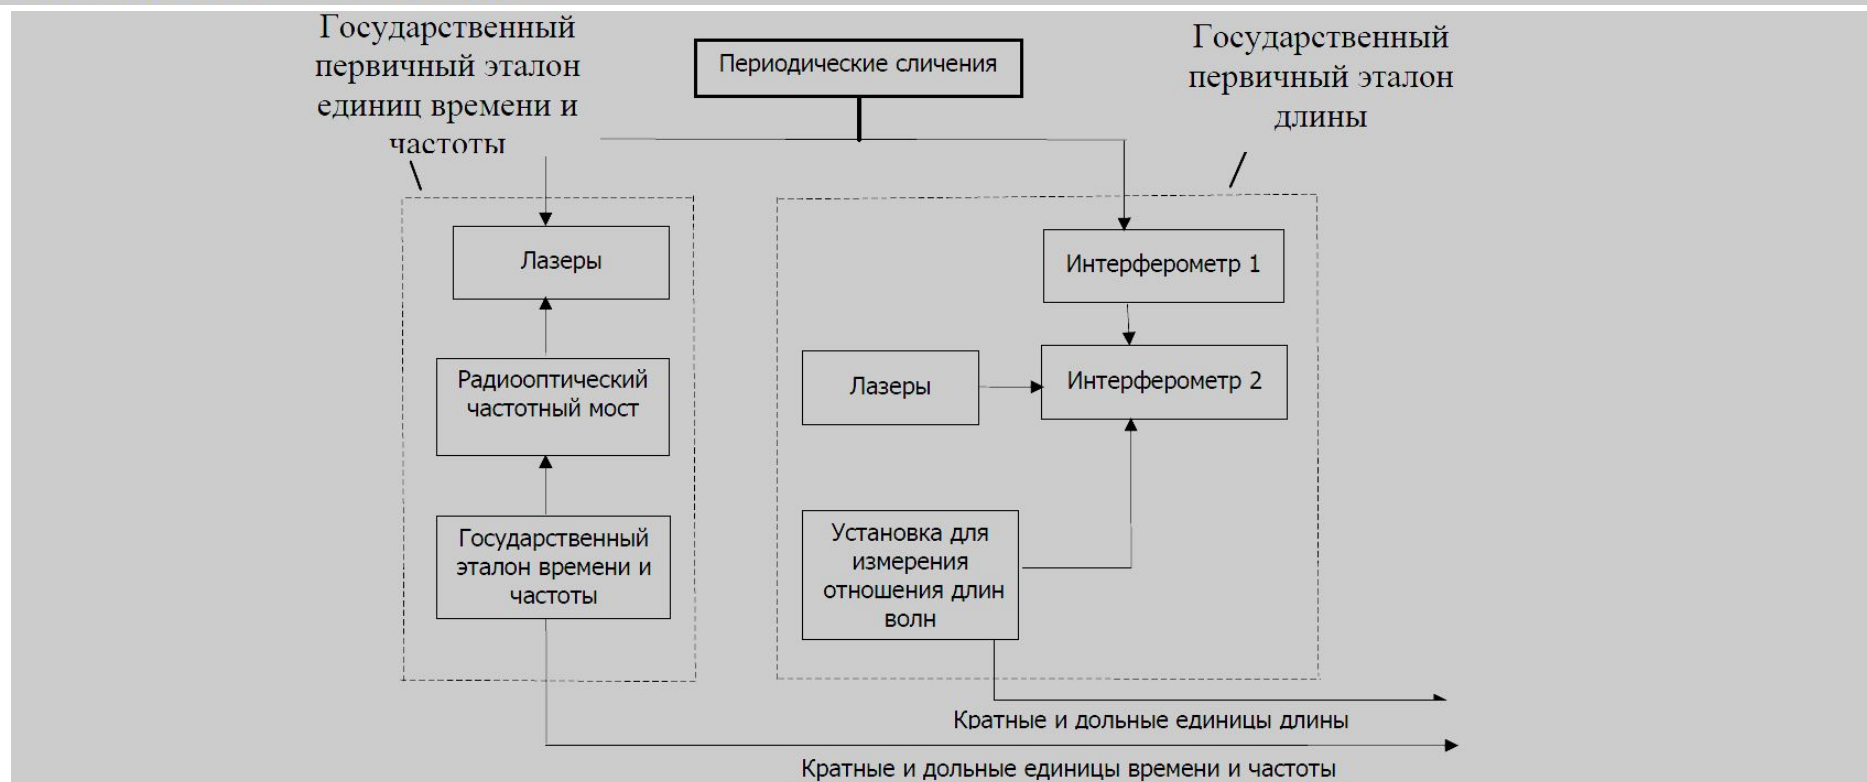 Государственный
первичный эталон
единиц времени и
частоты
Периодические сличения
Государственный
первичный эталон
длины
Лазеры
Радиооптический
частотный мост
Государственный
эталон времени и
частоты
Интерферометр 1
Лазеры
Интерферометр 2
Установка для
измерения
отношения длин
волн
Кратные и дольные единицы длины
Кратные и дольные единицы времени и частоты